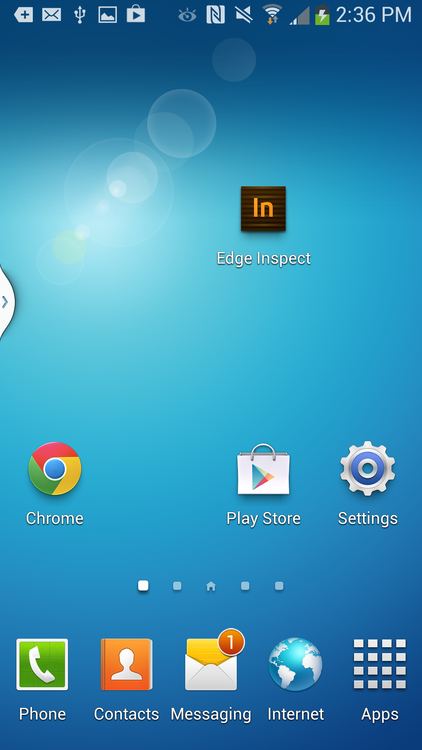 2:36 PM
In
Edge Inspect
Chrome
Play Store
Settings
1
Phone
Contacts
Messaging
Internet
Apps